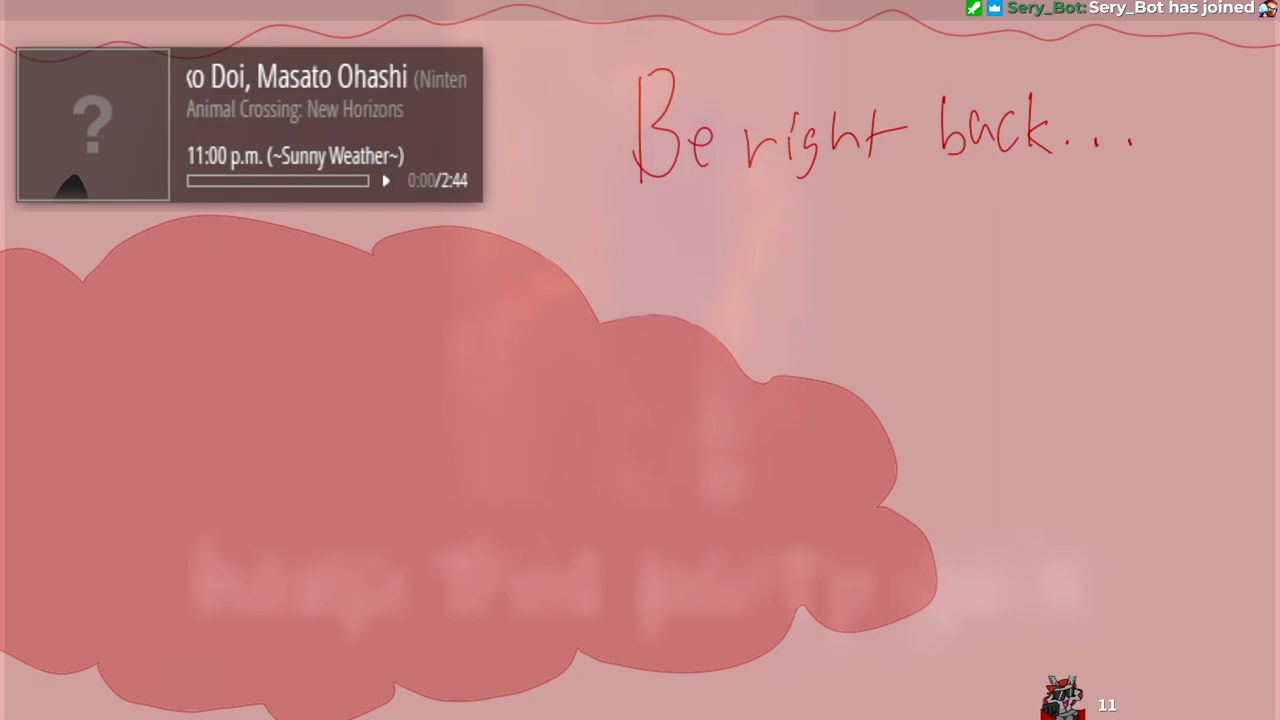 Sery_Bot: Sery_Bot has joined
ko Doi, Masato Ohashi (Ninten
Animal Crossing: New Horizons
11:00 p.m. (~Sunny Weather~)
0:00/2:44
Be right back...
11